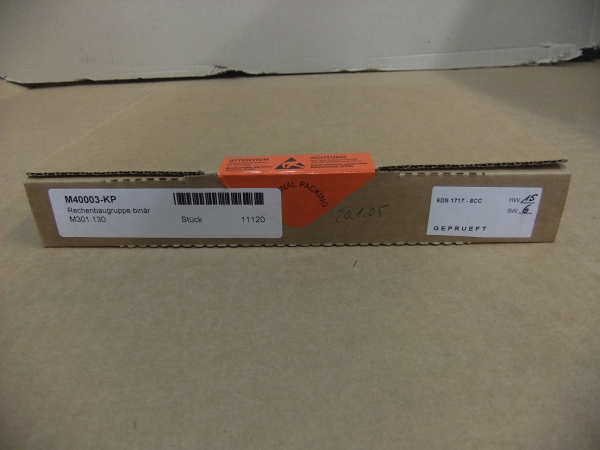 ATTENTION
ACHTUNG
ORIGINAL PACKING
M40003-KP
Rechenbaugruppe binär
M301.130
Stück
11120
20.1.05
6DS 1717 - 8CC
HW 15
SW 6
GEPRUEFT